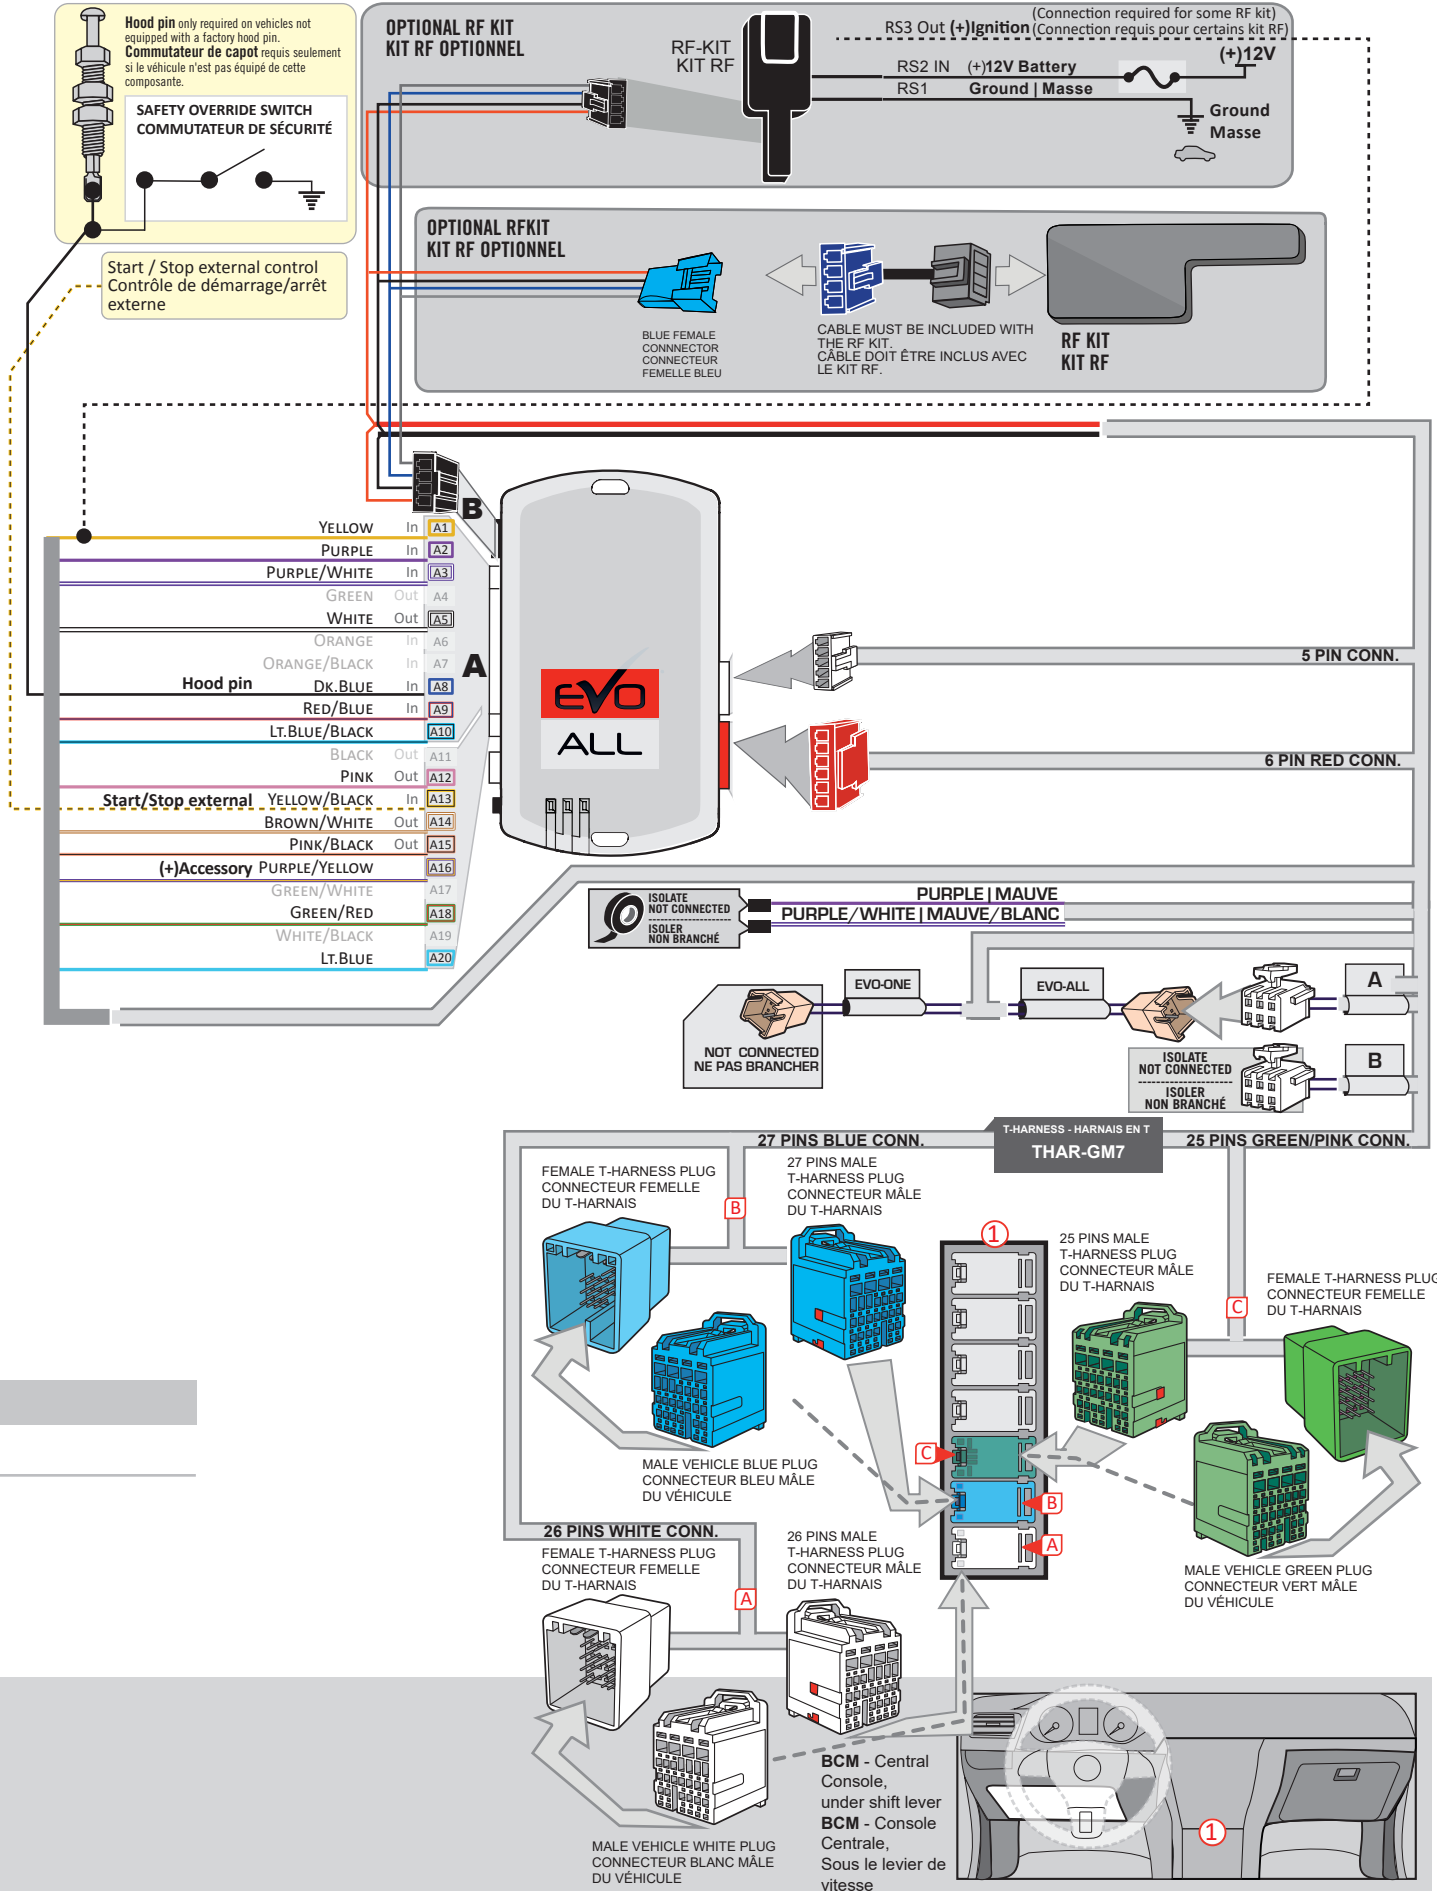 Hood pin only required on vehicles not
equipped with a factory hood pin.
Commutateur de capot requis seulement
si le véhicule n'est pas équipé de cette
composante.
SAFETY OVERRIDE SWITCH
COMMUTATEUR DE SÉCURITÉ
Start / Stop external control
Contrôle de démarrage/arrêt
externe
OPTIONAL RF KIT
KIT RF OPTIONNEL
RF-KIT
KIT RF
(Connection required for some RF kit)
RS3 Out (+)Ignition (Connection requis pour certains kit RF)
(+)12V
RS2 IN (+)12V Battery
RS1 Ground | Masse
Ground
Masse
OPTIONAL RFKIT
KIT RF OPTIONNEL
BLUE FEMALE
CONNNECTOR
CONNECTEUR
FEMELLE BLEU
CABLE MUST BE INCLUDED WITH
THE RF KIT.
CÂBLE DOIT ÊTRE INCLUS AVEC
LE KIT RF.
RF KIT
KIT RF
B
A
YELLOW In A1
PURPLE In A2
PURPLE/WHITE In A3
GREEN Out A4
WHITE Out A5
ORANGE In A6
ORANGE/BLACK In A7
Hood pin DK.BLUE In A8
RED/BLUE In A9
LT.BLUE/BLACK A10
BLACK Out A11
PINK Out A12
Start/Stop external YELLOW/BLACK In A13
BROWN/WHITE Out A14
PINK/BLACK Out A15
(+)Accessory PURPLE/YELLOW A16
GREEN/WHITE A17
GREEN/RED A18
WHITE/BLACK A19
LT.BLUE A20
EVO
ALL
5 PIN CONN.
6 PIN RED CONN.
ISOLATE
NOT CONNECTED
ISOLER
NON BRANCHÉ
PURPLE | MAUVE
PURPLE/WHITE | MAUVE/BLANC
EVO-ONE
EVO-ALL
A
NOT CONNECTED
NE PAS BRANCHER
ISOLATE
NOT CONNECTED
ISOLER
NON BRANCHÉ
B
T-HARNESS - HARNAIS EN T
THAR-GM7
27 PINS BLUE CONN.
25 PINS GREEN/PINK CONN.
FEMALE T-HARNESS PLUG
CONNECTEUR FEMELLE
DU T-HARNAIS
B
27 PINS MALE
T-HARNESS PLUG
CONNECTEUR MÂLE
DU T-HARNAIS
1
25 PINS MALE
T-HARNESS PLUG
CONNECTEUR MÂLE
DU T-HARNAIS
C
FEMALE T-HARNESS PLUG
CONNECTEUR FEMELLE
DU T-HARNAIS
MALE VEHICLE BLUE PLUG
CONNECTEUR BLEU MÂLE
DU VÉHICULE
C
B
A
MALE VEHICLE GREEN PLUG
CONNECTEUR VERT MÂLE
DU VÉHICULE
26 PINS WHITE CONN.
FEMALE T-HARNESS PLUG
CONNECTEUR FEMELLE
DU T-HARNAIS
A
26 PINS MALE
T-HARNESS PLUG
CONNECTEUR MÂLE
DU T-HARNAIS
MALE VEHICLE WHITE PLUG
CONNECTEUR BLANC MÂLE
DU VÉHICULE
BCM - Central
Console,
under shift lever
BCM - Console
Centrale,
Sous le levier de
vitesse
1